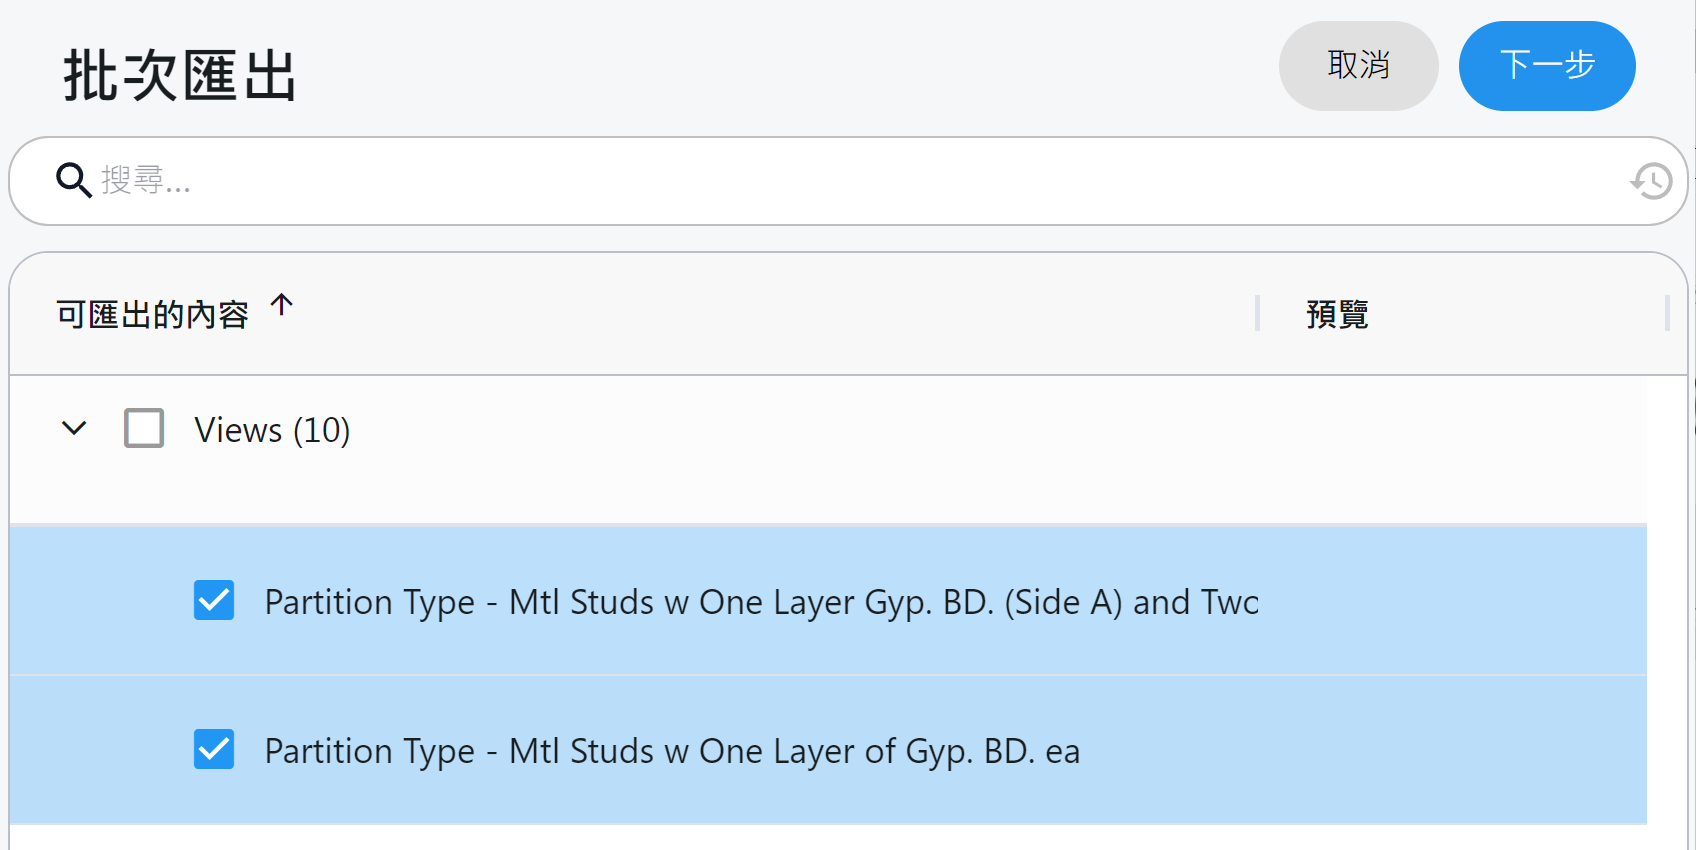 批次匯出
取消
下一步
搜尋...
可匯出的內容
預覽
Views (10)
Partition Type - Mtl Studs w One Layer Gyp. BD. (Side A) and Two
Partition Type - Mtl Studs w One Layer of Gyp. BD. ea